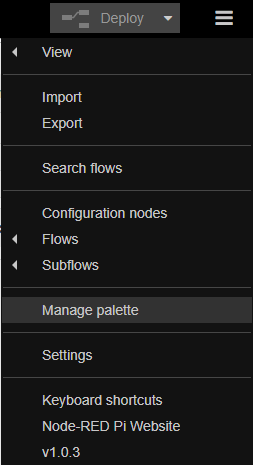 Deploy
View
Import
Export
Search flows
Configuration nodes
Flows
Subflows
Manage palette
Settings
Keyboard shortcuts
Node-RED Pi Website
v1.0.3